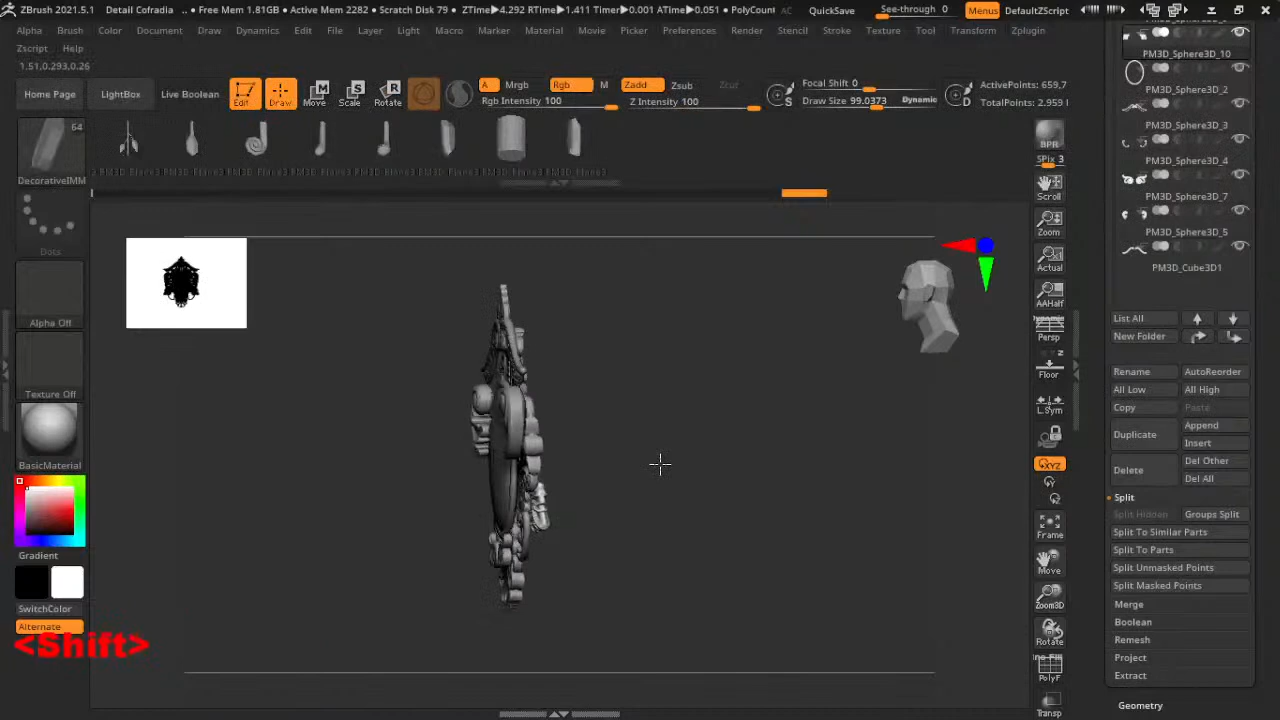 ZBrush 2021.5.1 Detail Cofradia .. • Free Mem 1.81GB • Active Mem 2282 • Scratch Disk 79 • ZTime▶4.292 RTime▶1.411 Timer▶0.001 ATime▶0.051 • PolyCount AC QuickSave See-through 0 Menus DefaultZScript
Alpha Brush Color Document Draw Dynamics Edit File Layer Light Macro Marker Material Movie Picker Preferences Render Stencil Stroke Texture Tool Transform Zplugin
Zscript Help
1.51,0.293,0.26
Home Page LightBox Live Boolean Edit Draw Move Scale Rotate
A Mrgb Rgb M Zadd Zsub Zcut
Rgb Intensity 100 Z Intensity 100
Focal Shift 0
Draw Size 99.0373 Dynamic
S D
ActivePoints: 659,7
TotalPoints: 2.959 
64
DecorativeIMM
Dots
Alpha Off
Texture Off
BasicMaterial
Gradient
SwitchColor
Alternate
<Shift>
BPR
SPix 3
Scroll
Zoom
Actual
AAHalf
Dynamic
Persp
Floor
L.Sym
XYZ
Frame
Move
Zoom3D
Rotate
PolyF
Transp
PM3D_Sphere3D_10
PM3D_Sphere3D_2
PM3D_Sphere3D_3
PM3D_Sphere3D_4
PM3D_Sphere3D_7
PM3D_Sphere3D_5
PM3D_Cube3D1
List All
New Folder
Rename AutoReorder
All Low All High
Copy Paste
Duplicate Append
Insert
Delete Del Other
Del All
Split
Split Hidden Groups Split
Split To Similar Parts
Split To Parts
Split Unmasked Points
Split Masked Points
Merge
Boolean
Remesh
Project
Extract
Geometry